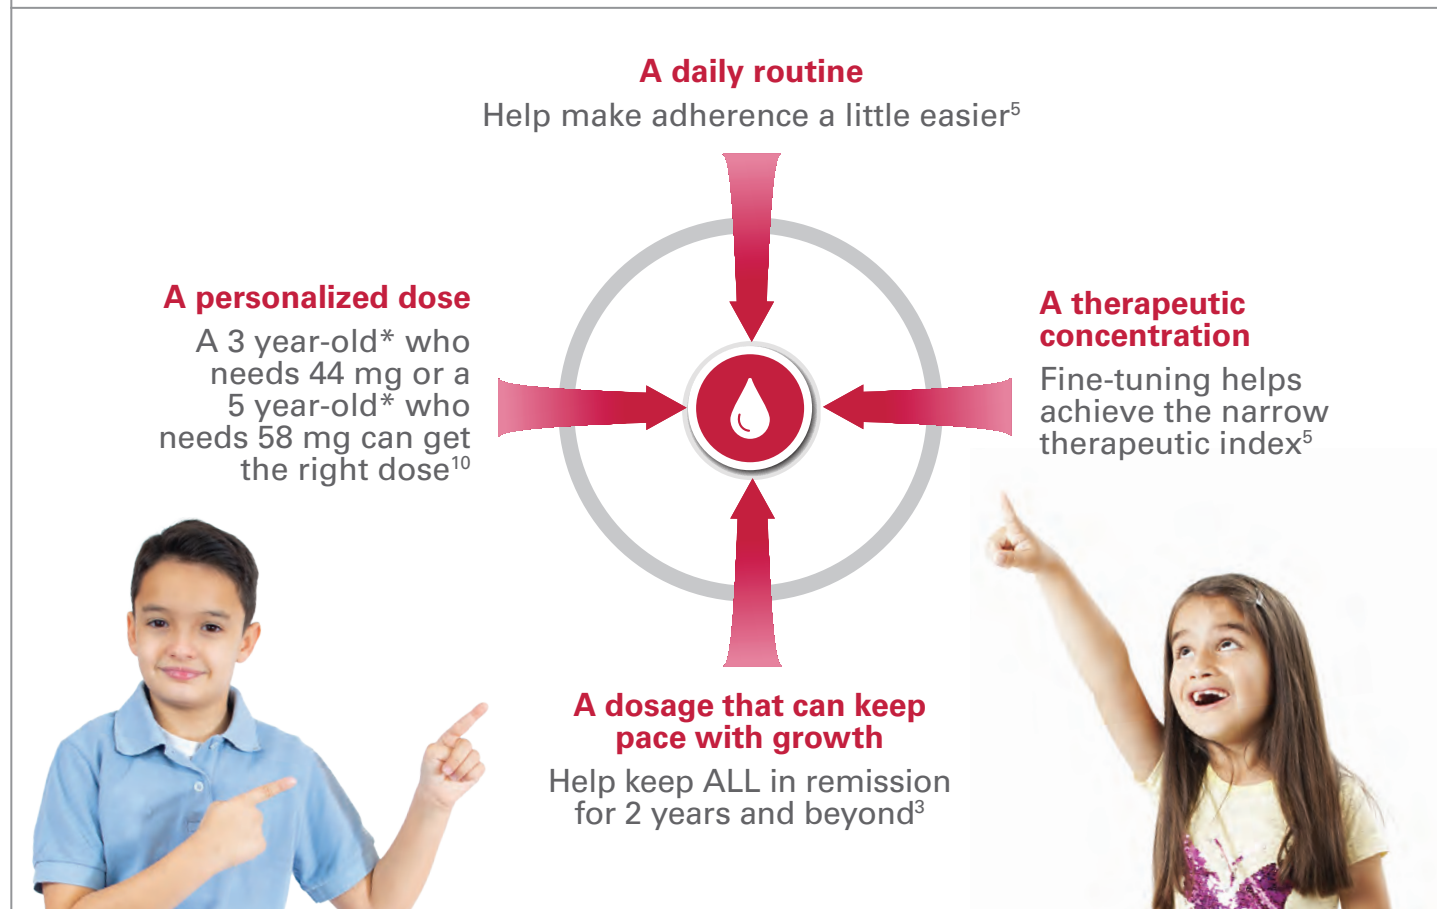 A daily routine
Help make adherence a little easier⁵
A personalized dose
A 3 year-old* who
needs 44 mg or a
5 year-old* who
needs 58 mg can get
the right dose¹⁰
A therapeutic
concentration
Fine-tuning helps
achieve the narrow
therapeutic index⁵
A dosage that can keep
pace with growth
Help keep ALL in remission
for 2 years and beyond³